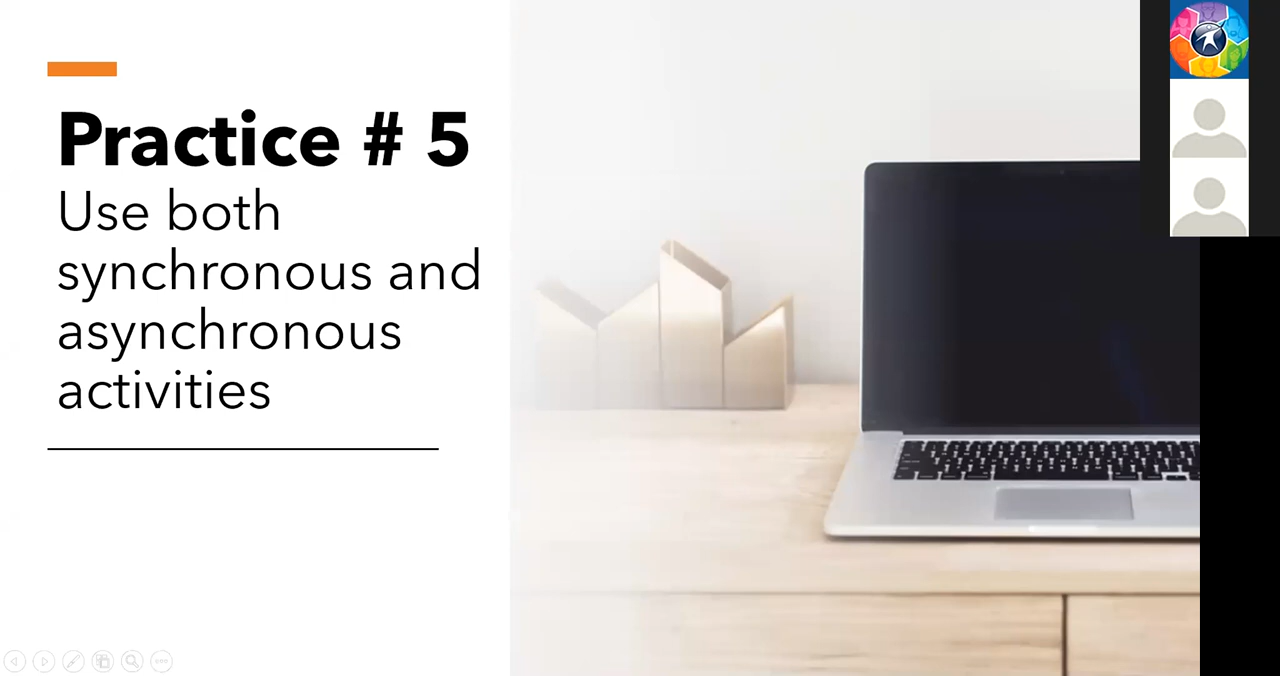 Practice # 5
Use both
synchronous and
asynchronous
activities